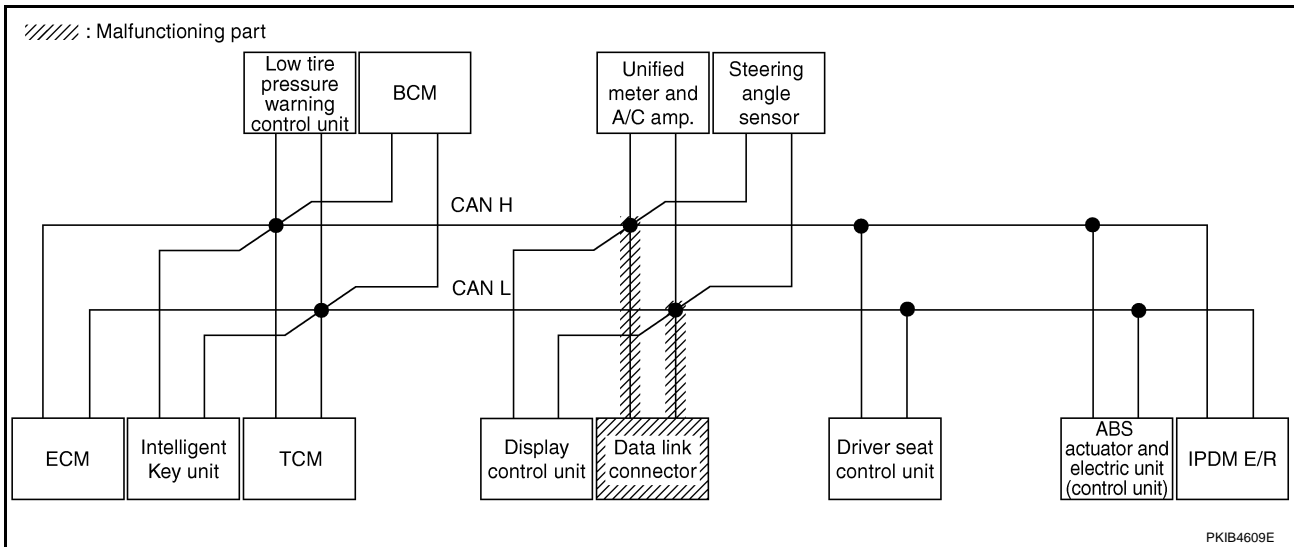 : Malfunctioning part
Low tire
pressure
warning
control unit
BCM
Unified
meter and
A/C amp.
Steering
angle
sensor
CAN H
CAN L
ECM
Intelligent
Key unit
TCM
Display
control unit
Data link
connector
Driver seat
control unit
ABS
actuator and
electric unit
(control unit)
IPDM E/R
PKIB4609E